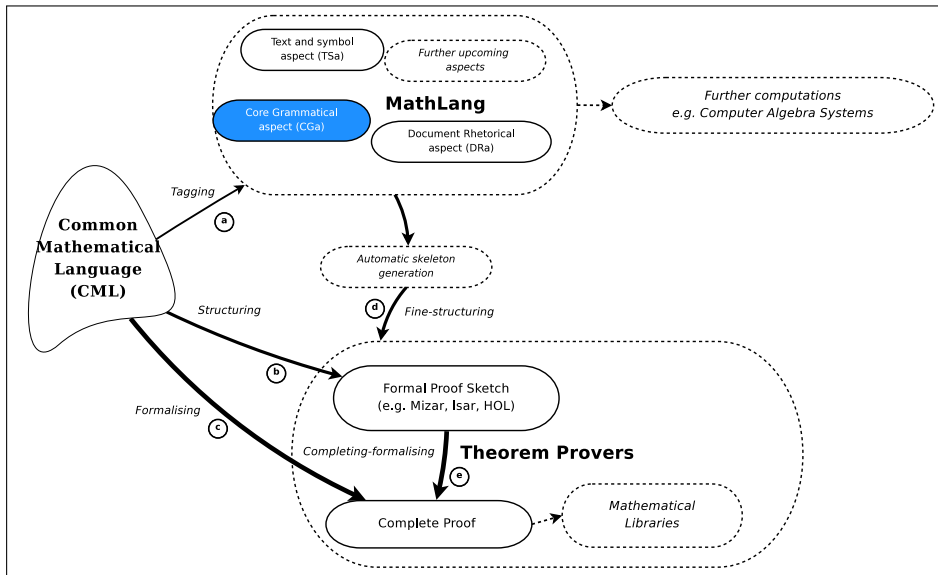 Text and symbol
aspect (TSa)
Further upcoming
aspects
MathLang
Core Grammatical
aspect (CGa)
Document Rhetorical
aspect (DRa)
Further computations
e.g. Computer Algebra Systems
Tagging
a
Common
Mathematical
Language
(CML)
Automatic skeleton
generation
d
Fine-structuring
Structuring
b
Formal Proof Sketch
(e.g. Mizar, Isar, HOL)
Formalising
c
Completing-formalising
Theorem Provers
e
Complete Proof
Mathematical
Libraries